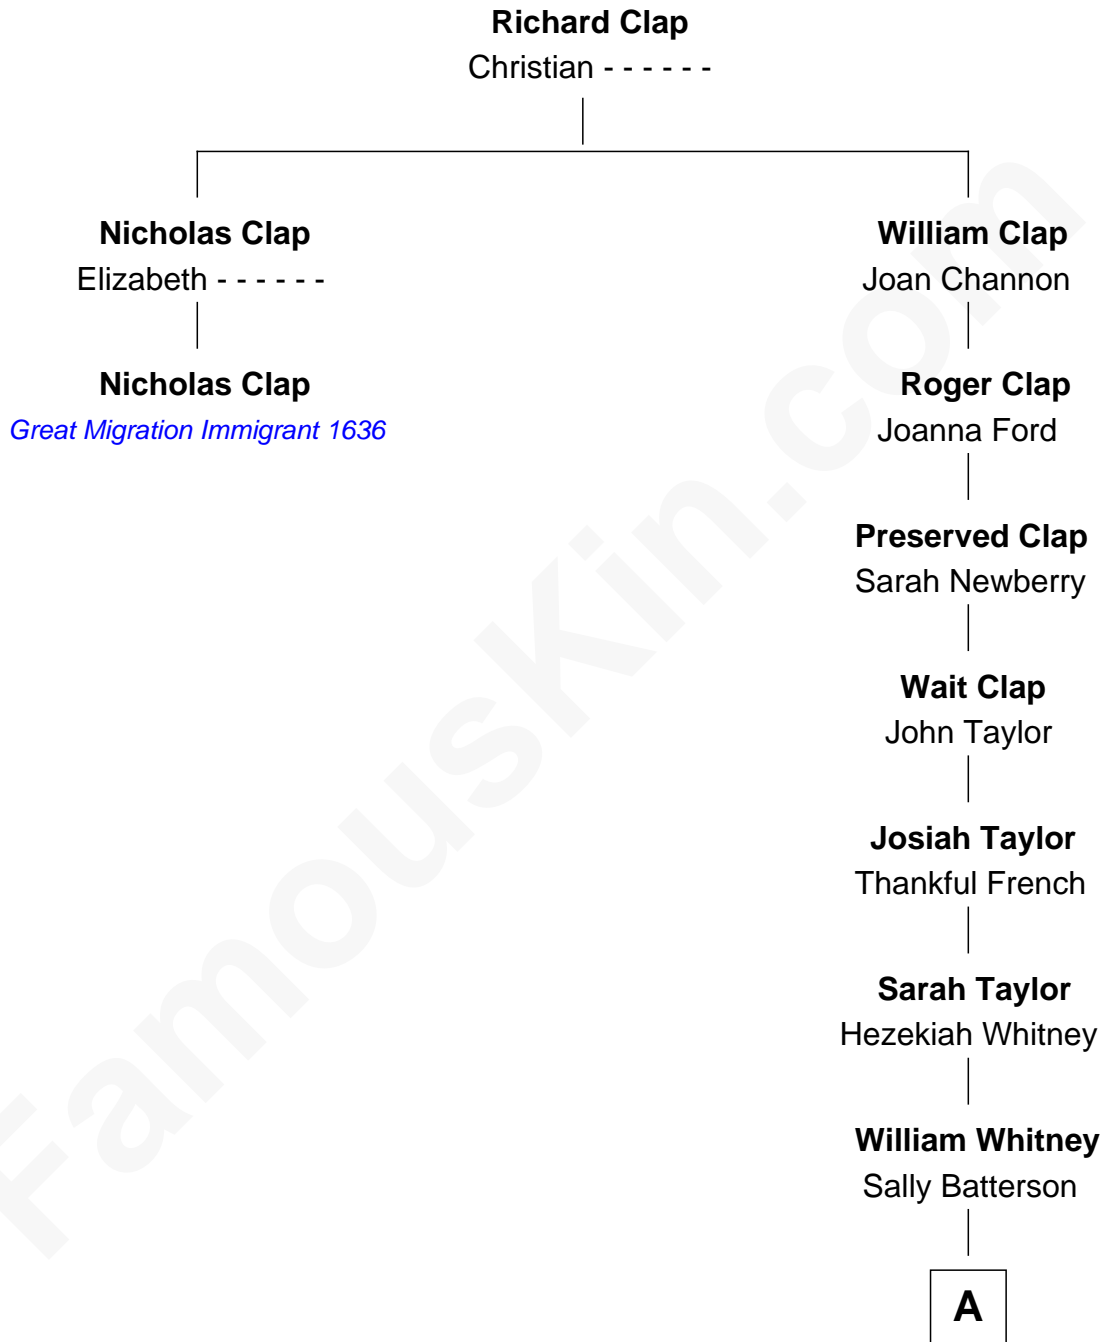 Richard Clap
Christian - - - - - -
Nicholas Clap
Elizabeth - - - - - -
William Clap
Joan Channon
Nicholas Clap
Great Migration Immigrant 1636
Roger Clap
Joanna Ford
Preserved Clap
Sarah Newberry
Wait Clap
John Taylor
Josiah Taylor
Thankful French
Sarah Taylor
Hezekiah Whitney
William Whitney
Sally Batterson
A
FamousKin.com